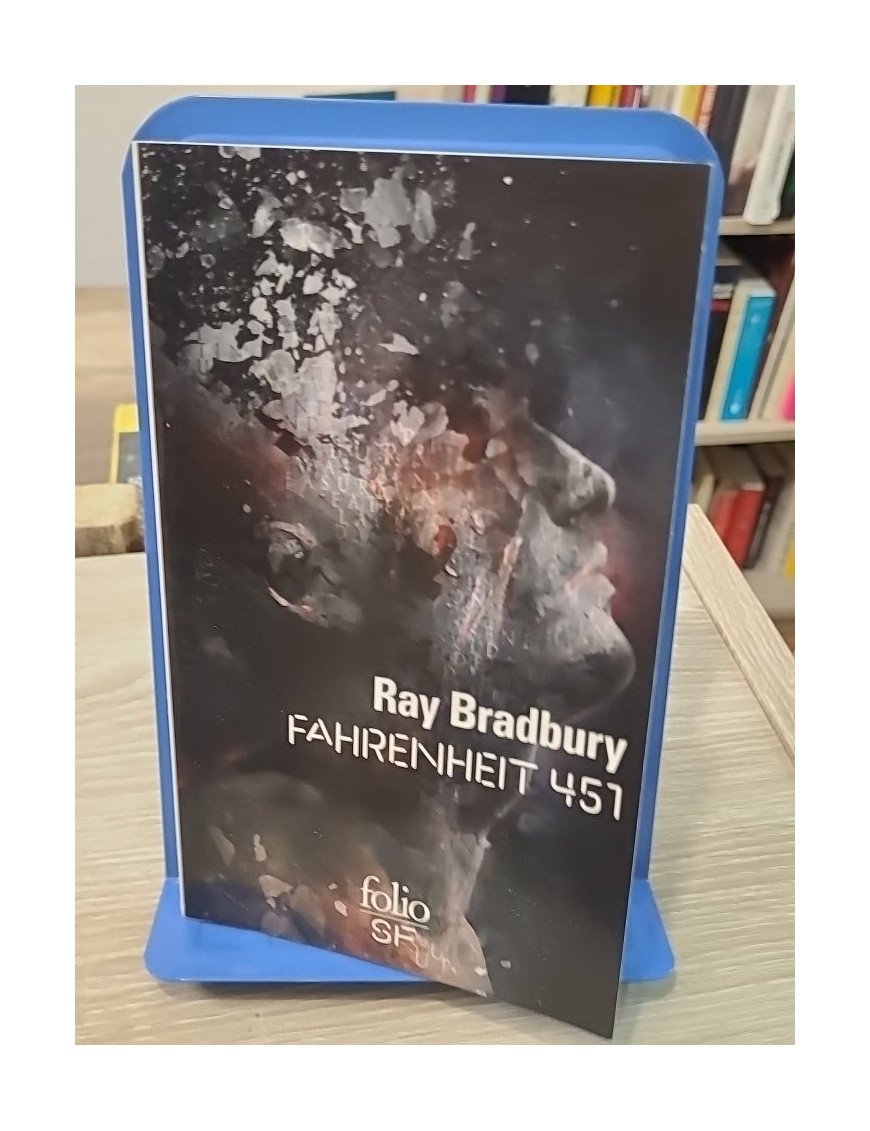 Ray Bradbury
FAHRENHEIT 451
folio
SF